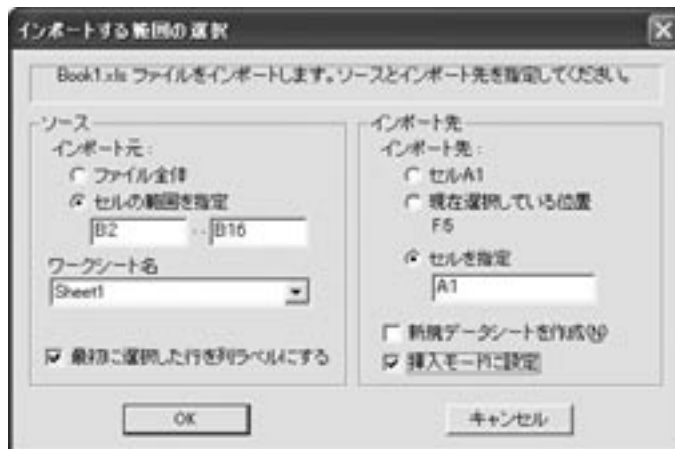 インポートする範囲の選択
Book1.xls ファイルをインポートします。ソースとインポート先を指定してください。
ソース
インポート元:
ファイル全体
セルの範囲を指定
B2 .. B16
ワークシート名
Sheet1
最初に選択した行を列ラベルにする
インポート先
インポート先:
セルA1
現在選択している位置
F5
セルを指定
A1
新規データシートを作成(N)
挿入モードに設定
OK
キャンセル